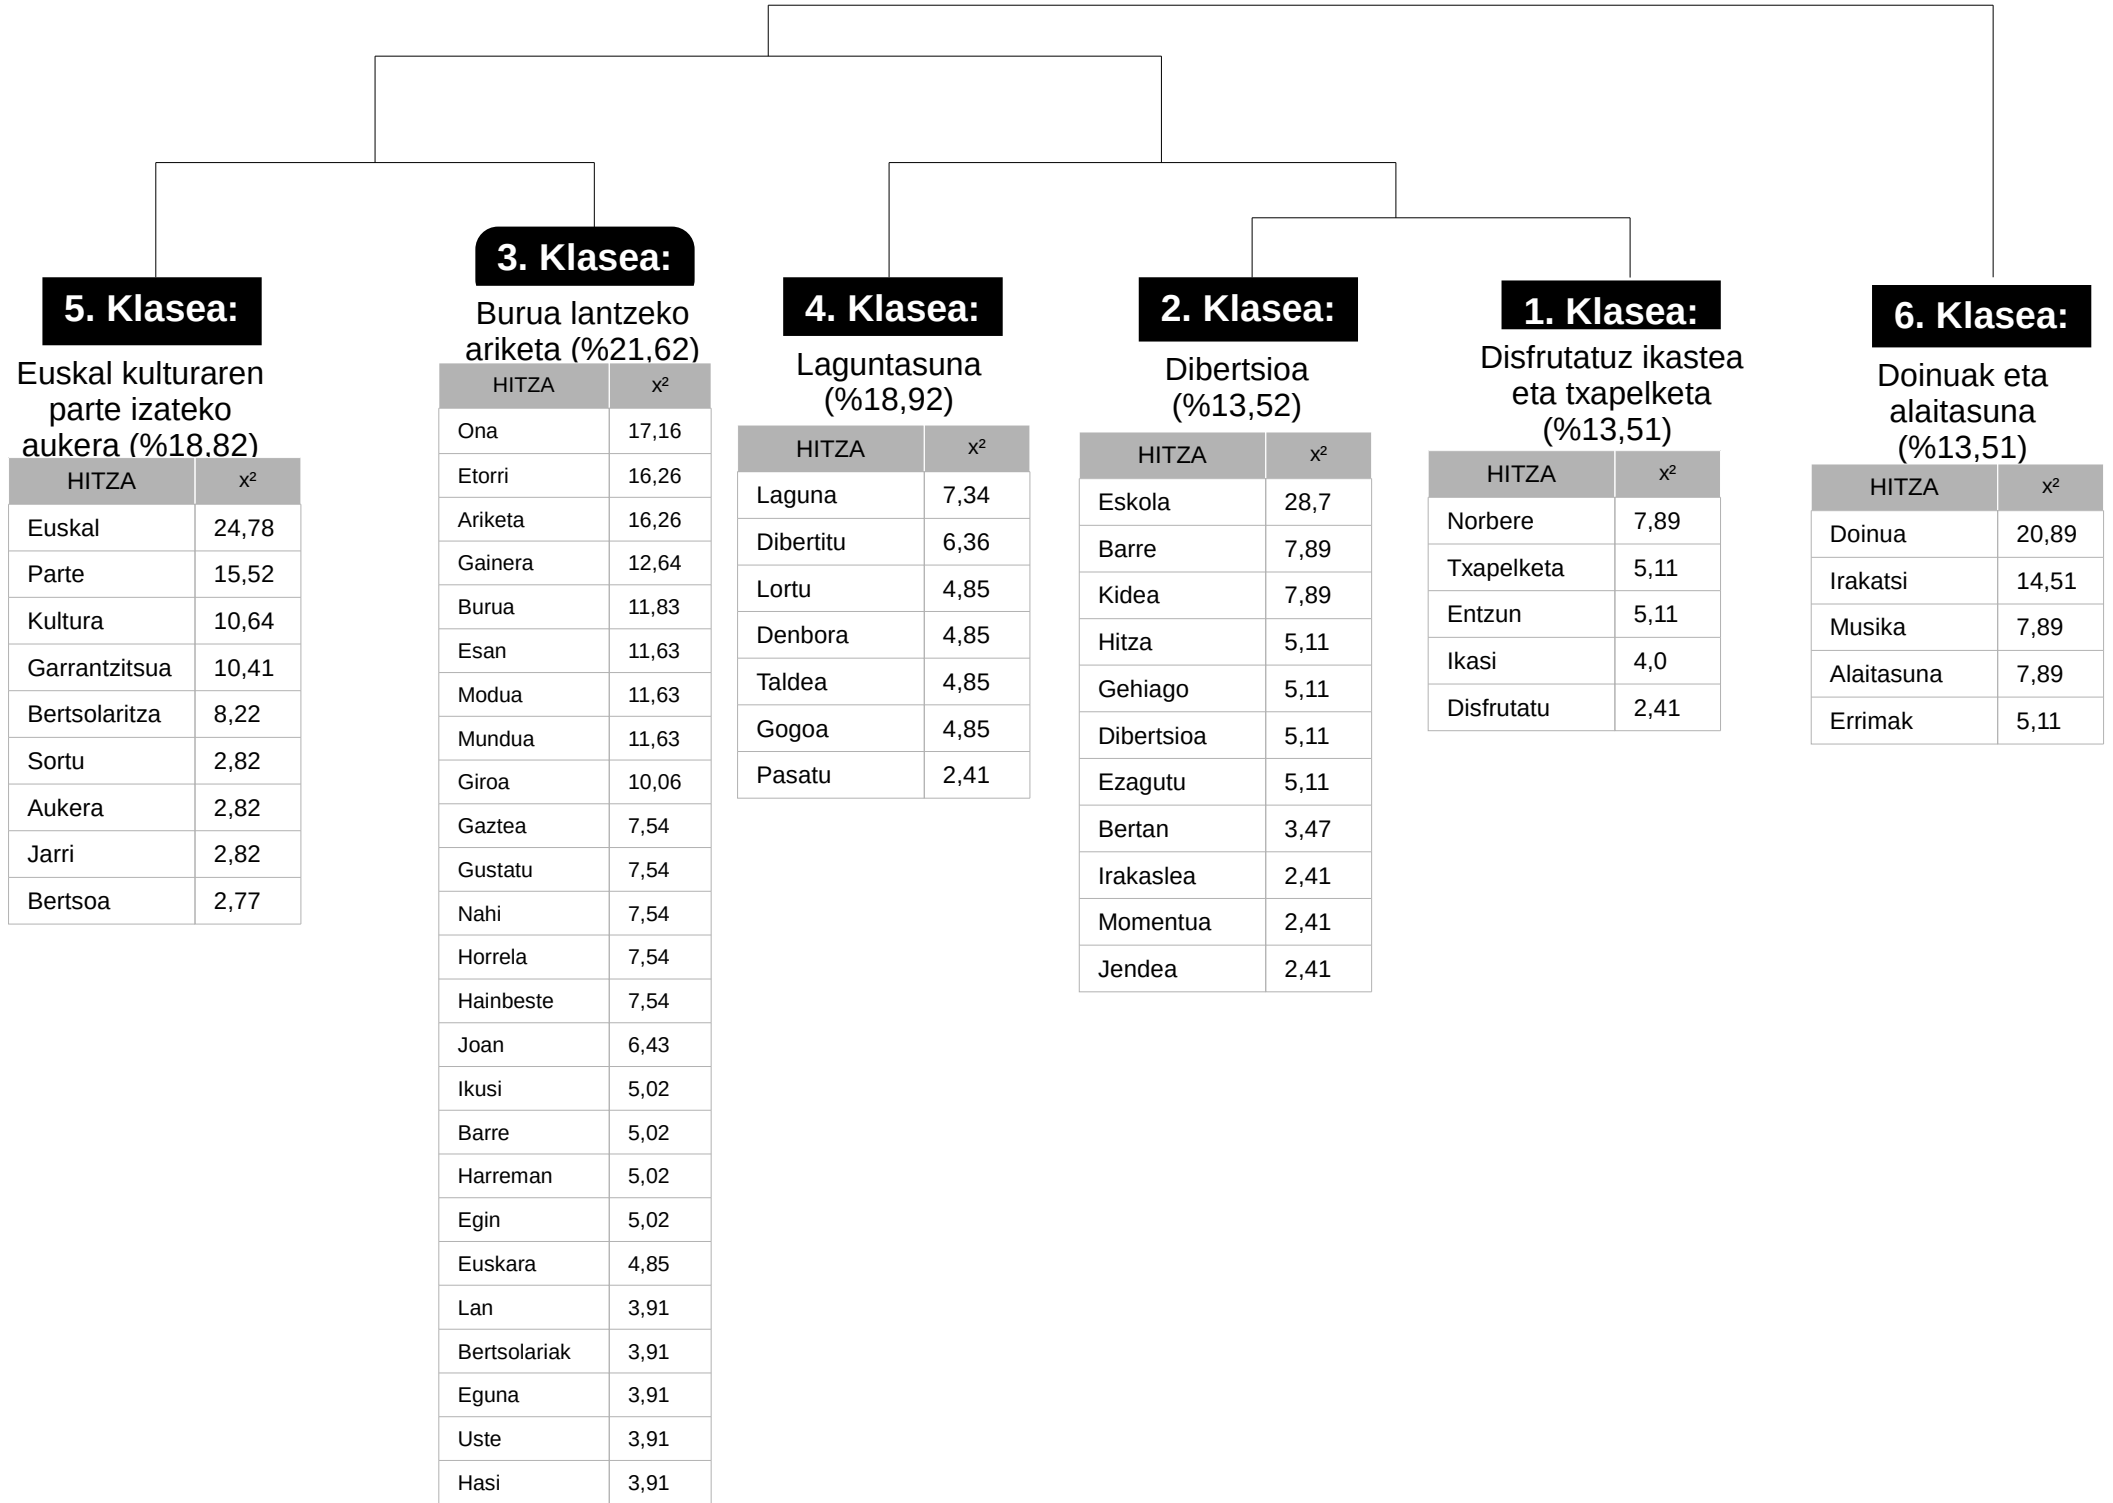 5. Klasea:
Euskal kulturaren
parte izateko
aukera (%18,82)
HITZA x²
Euskal 24,78
Parte 15,52
Kultura 10,64
Garrantzitsua 10,41
Bertsolaritza 8,22
Sortu 2,82
Aukera 2,82
Jarri 2,82
Bertsoa 2,77
3. Klasea:
Burua lantzeko
ariketa (%21,62)
HITZA x²
Ona 17,16
Etorri 16,26
Ariketa 16,26
Gainera 12,64
Burua 11,83
Esan 11,63
Modua 11,63
Mundua 11,63
Giroa 10,06
Gaztea 7,54
Gustatu 7,54
Nahi 7,54
Horrela 7,54
Hainbeste 7,54
Joan 6,43
Ikusi 5,02
Barre 5,02
Harreman 5,02
Egin 5,02
Euskara 4,85
Lan 3,91
Bertsolariak 3,91
Eguna 3,91
Uste 3,91
Hasi 3,91
4. Klasea:
Laguntasuna
(%18,92)
HITZA x²
Laguna 7,34
Dibertitu 6,36
Lortu 4,85
Denbora 4,85
Taldea 4,85
Gogoa 4,85
Pasatu 2,41
2. Klasea:
Dibertsioa
(%13,52)
HITZA x²
Eskola 28,7
Barre 7,89
Kidea 7,89
Hitza 5,11
Gehiago 5,11
Dibertsioa 5,11
Ezagutu 5,11
Bertan 3,47
Irakaslea 2,41
Momentua 2,41
Jendea 2,41
1. Klasea:
Disfrutatuz ikastea
eta txapelketa
(%13,51)
HITZA x²
Norbere 7,89
Txapelketa 5,11
Entzun 5,11
Ikasi 4,0
Disfrutatu 2,41
6. Klasea:
Doinuak eta
alaitasuna
(%13,51)
HITZA x²
Doinua 20,89
Irakatsi 14,51
Musika 7,89
Alaitasuna 7,89
Errimak 5,11